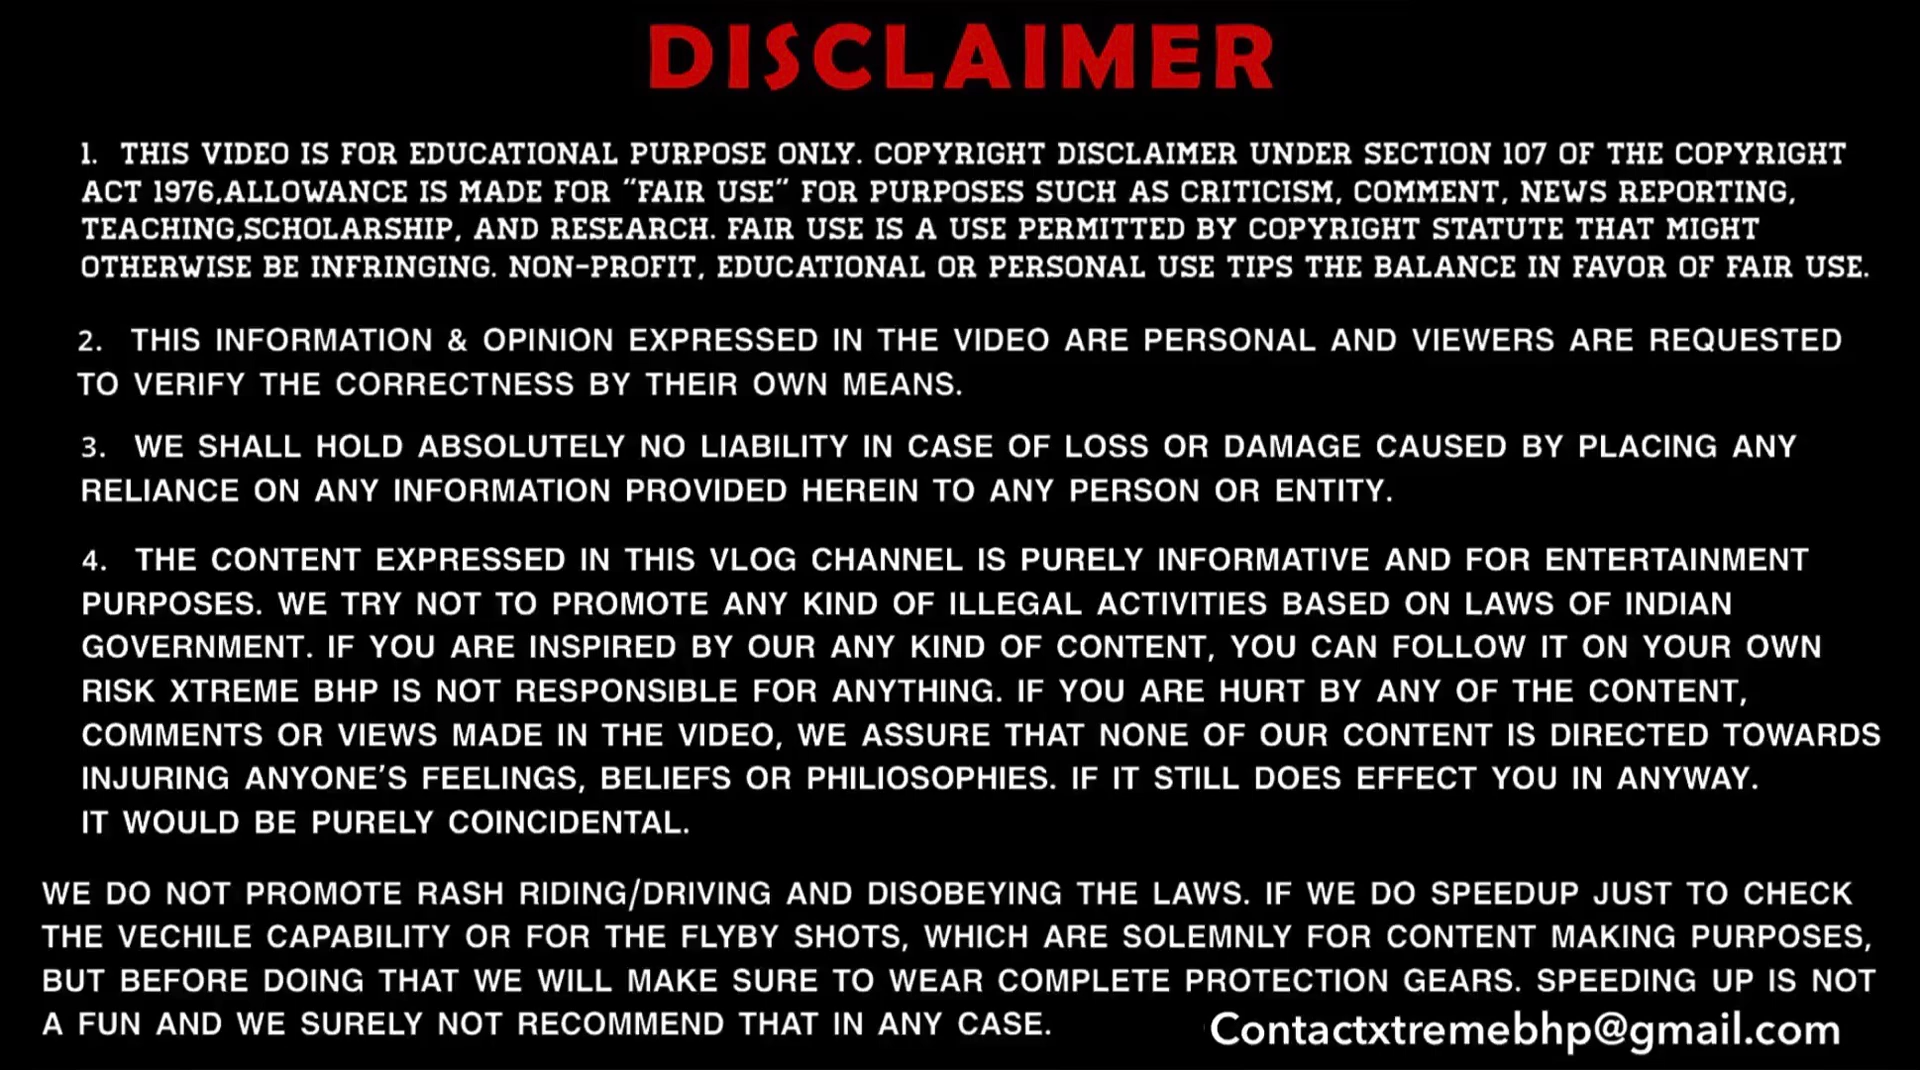 DISCLAIMER
1. THIS VIDEO IS FOR EDUCATIONAL PURPOSE ONLY. COPYRIGHT DISCLAIMER UNDER SECTION 107 OF THE COPYRIGHT
ACT 1976,ALLOWANCE IS MADE FOR "FAIR USE" FOR PURPOSES SUCH AS CRITICISM, COMMENT, NEWS REPORTING,
TEACHING,SCHOLARSHIP, AND RESEARCH. FAIR USE IS A USE PERMITTED BY COPYRIGHT STATUTE THAT MIGHT
OTHERWISE BE INFRINGING. NON-PROFIT, EDUCATIONAL OR PERSONAL USE TIPS THE BALANCE IN FAVOR OF FAIR USE.
2. THIS INFORMATION & OPINION EXPRESSED IN THE VIDEO ARE PERSONAL AND VIEWERS ARE REQUESTED
TO VERIFY THE CORRECTNESS BY THEIR OWN MEANS.
3. WE SHALL HOLD ABSOLUTELY NO LIABILITY IN CASE OF LOSS OR DAMAGE CAUSED BY PLACING ANY
RELIANCE ON ANY INFORMATION PROVIDED HEREIN TO ANY PERSON OR ENTITY.
4. THE CONTENT EXPRESSED IN THIS VLOG CHANNEL IS PURELY INFORMATIVE AND FOR ENTERTAINMENT
PURPOSES. WE TRY NOT TO PROMOTE ANY KIND OF ILLEGAL ACTIVITIES BASED ON LAWS OF INDIAN
GOVERNMENT. IF YOU ARE INSPIRED BY OUR ANY KIND OF CONTENT, YOU CAN FOLLOW IT ON YOUR OWN
RISK XTREME BHP IS NOT RESPONSIBLE FOR ANYTHING. IF YOU ARE HURT BY ANY OF THE CONTENT,
COMMENTS OR VIEWS MADE IN THE VIDEO, WE ASSURE THAT NONE OF OUR CONTENT IS DIRECTED TOWARDS
INJURING ANYONE'S FEELINGS, BELIEFS OR PHILIOSOPHIES. IF IT STILL DOES EFFECT YOU IN ANYWAY.
IT WOULD BE PURELY COINCIDENTAL.
WE DO NOT PROMOTE RASH RIDING/DRIVING AND DISOBEYING THE LAWS. IF WE DO SPEEDUP JUST TO CHECK
THE VECHILE CAPABILITY OR FOR THE FLYBY SHOTS, WHICH ARE SOLEMNLY FOR CONTENT MAKING PURPOSES,
BUT BEFORE DOING THAT WE WILL MAKE SURE TO WEAR COMPLETE PROTECTION GEARS. SPEEDING UP IS NOT
A FUN AND WE SURELY NOT RECOMMEND THAT IN ANY CASE.
Contactxtremebhp@gmail.com